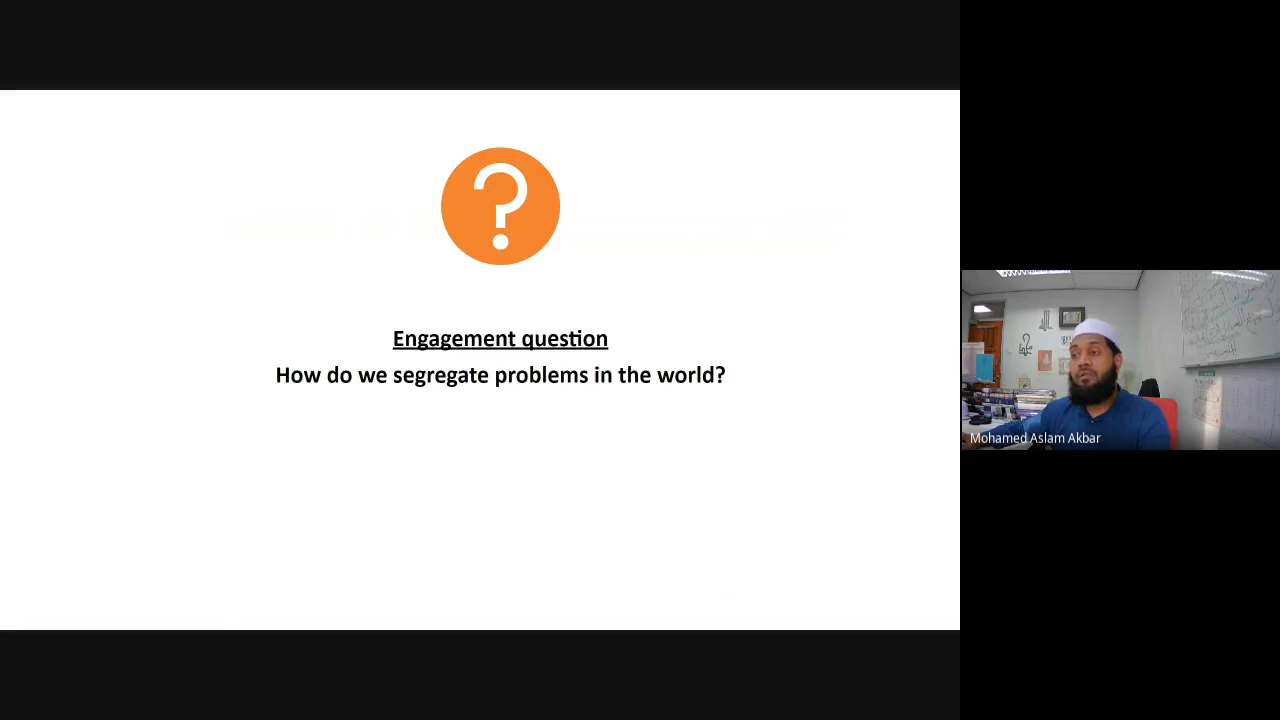 ?
Engagement question
How do we segregate problems in the world?
Mohamed Aslam Akbar